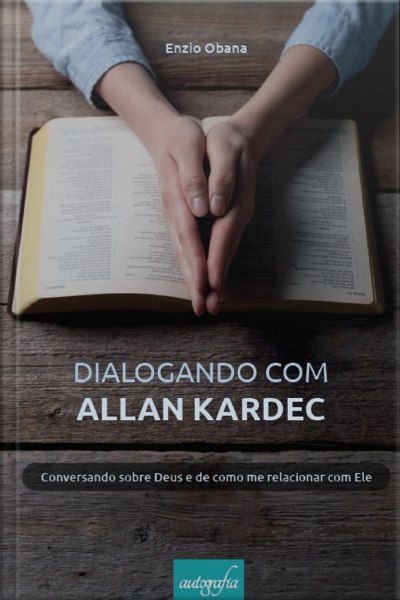 Enzio Obana
DIALOGANDO COM
ALLAN KARDEC
Conversando sobre Deus e de como me relacionar com Ele
autografia